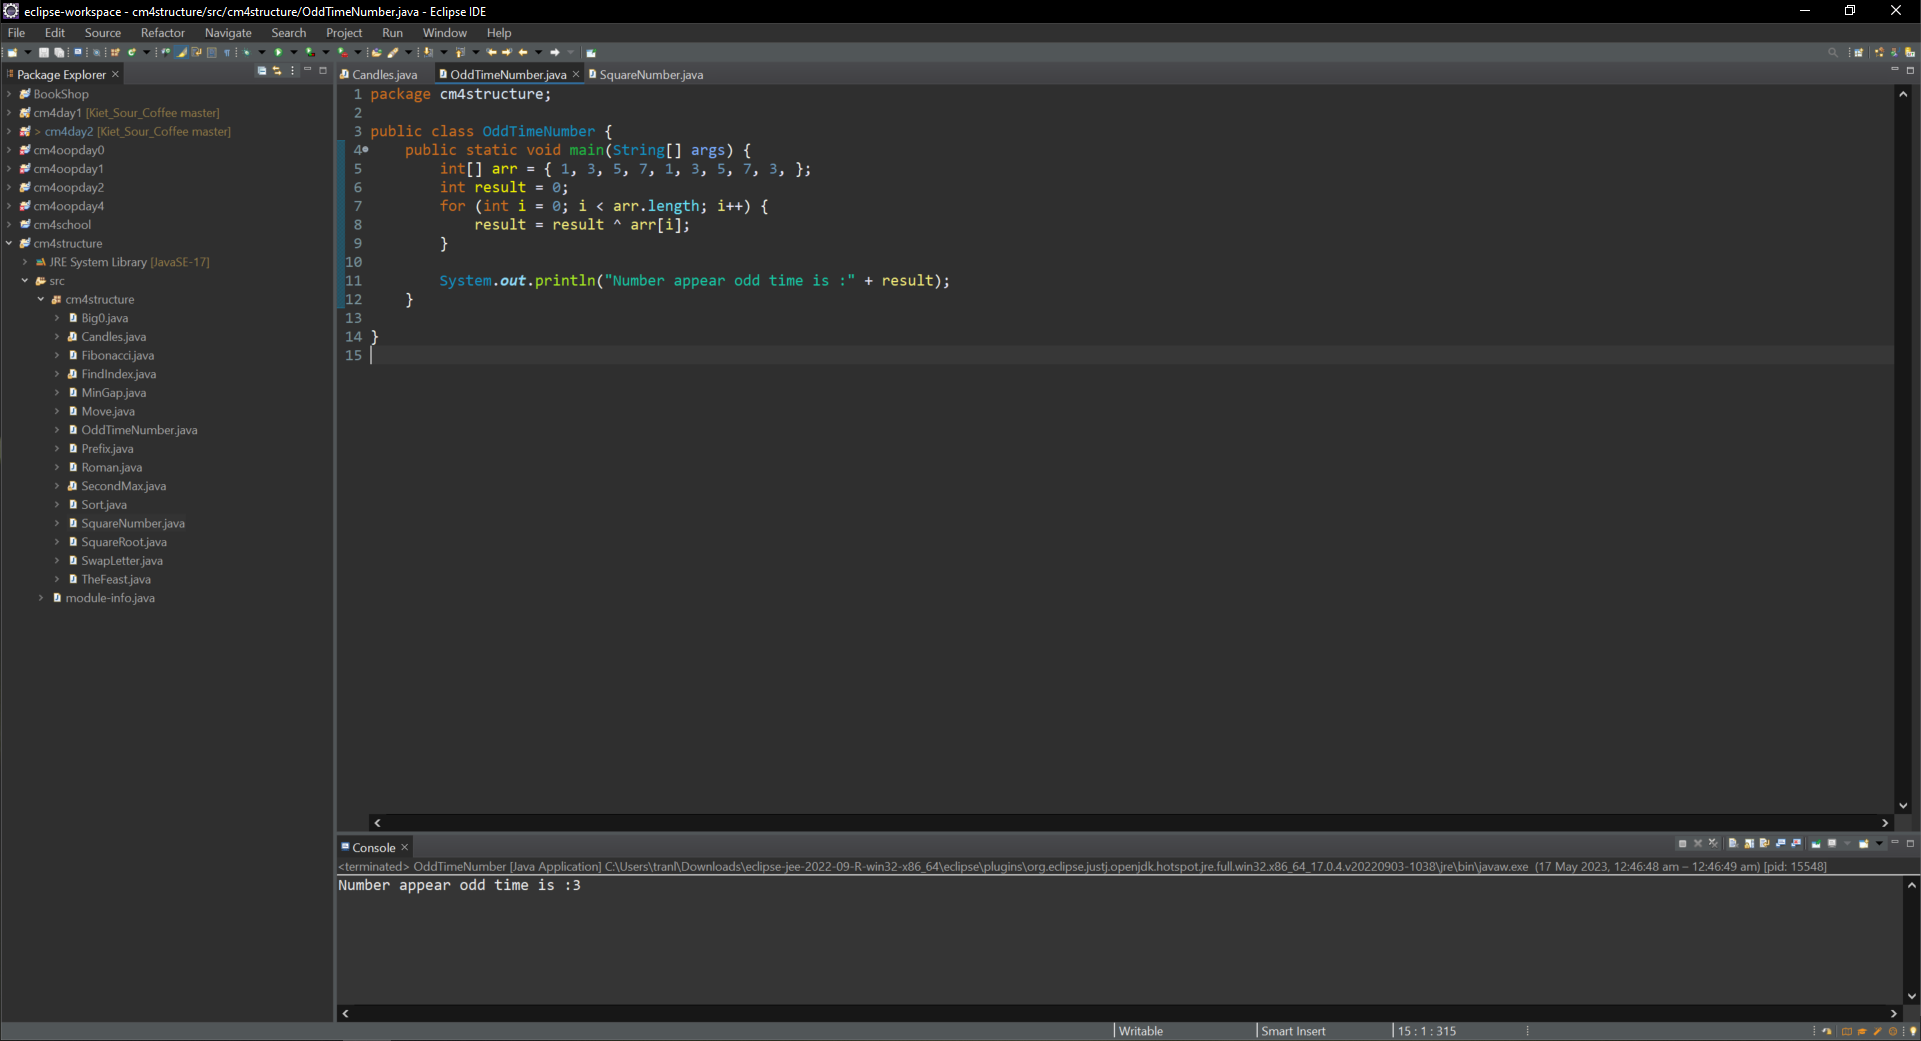 eclipse-workspace - cm4structure/src/cm4structure/OddTimeNumber.java - Eclipse IDE
File Edit Source Refactor Navigate Search Project Run Window Help
Package Explorer
BookShop
cm4day1 [Kiet_Sour_Coffee master]
> cm4day2 [Kiet_Sour_Coffee master]
cm4oopday0
cm4oopday1
cm4oopday2
cm4oopday4
cm4school
cm4structure
JRE System Library [JavaSE-17]
src
cm4structure
BigO.java
Candles.java
Fibonacci.java
FindIndex.java
MinGap.java
Move.java
OddTimeNumber.java
Prefix.java
Roman.java
SecondMax.java
Sort.java
SquareNumber.java
SquareRoot.java
SwapLetter.java
TheFeast.java
module-info.java
Candles.java OddTimeNumber.java SquareNumber.java
1 package cm4structure;
2
3 public class OddTimeNumber {
4 public static void main(String[] args) {
5 int[] arr = { 1, 3, 5, 7, 1, 3, 5, 7, 3, };
6 int result = 0;
7 for (int i = 0; i < arr.length; i++) {
8 result = result ^ arr[i];
9 }
10
11 System.out.println("Number appear odd time is :" + result);
12 }
13
14 }
15
Console
<terminated> OddTimeNumber [Java Application] C:\Users\tranl\Downloads\eclipse-jee-2022-09-R-win32-x86_64\eclipse\plugins\org.eclipse.justj.openjdk.hotspot.jre.full.win32.x86_64_17.0.4.v20220903-1038\jre\bin\javaw.exe (17 May 2023, 12:46:48 am – 12:46:49 am) [pid: 15548]
Number appear odd time is :3
Writable Smart Insert 15 : 1 : 315